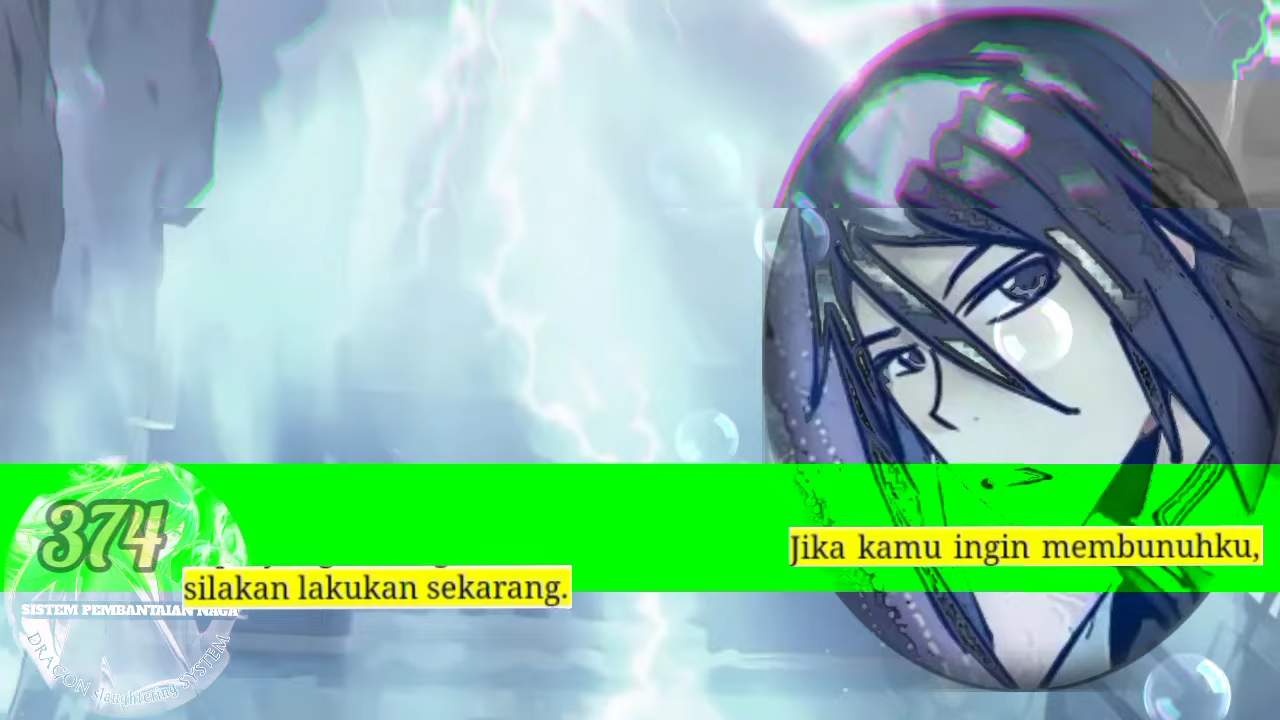 374
SISTEM PEMBANTAIAN NAGA
DRAGON slaughtering SYSTEM
Jika kamu ingin membunuhku,
silakan lakukan sekarang.